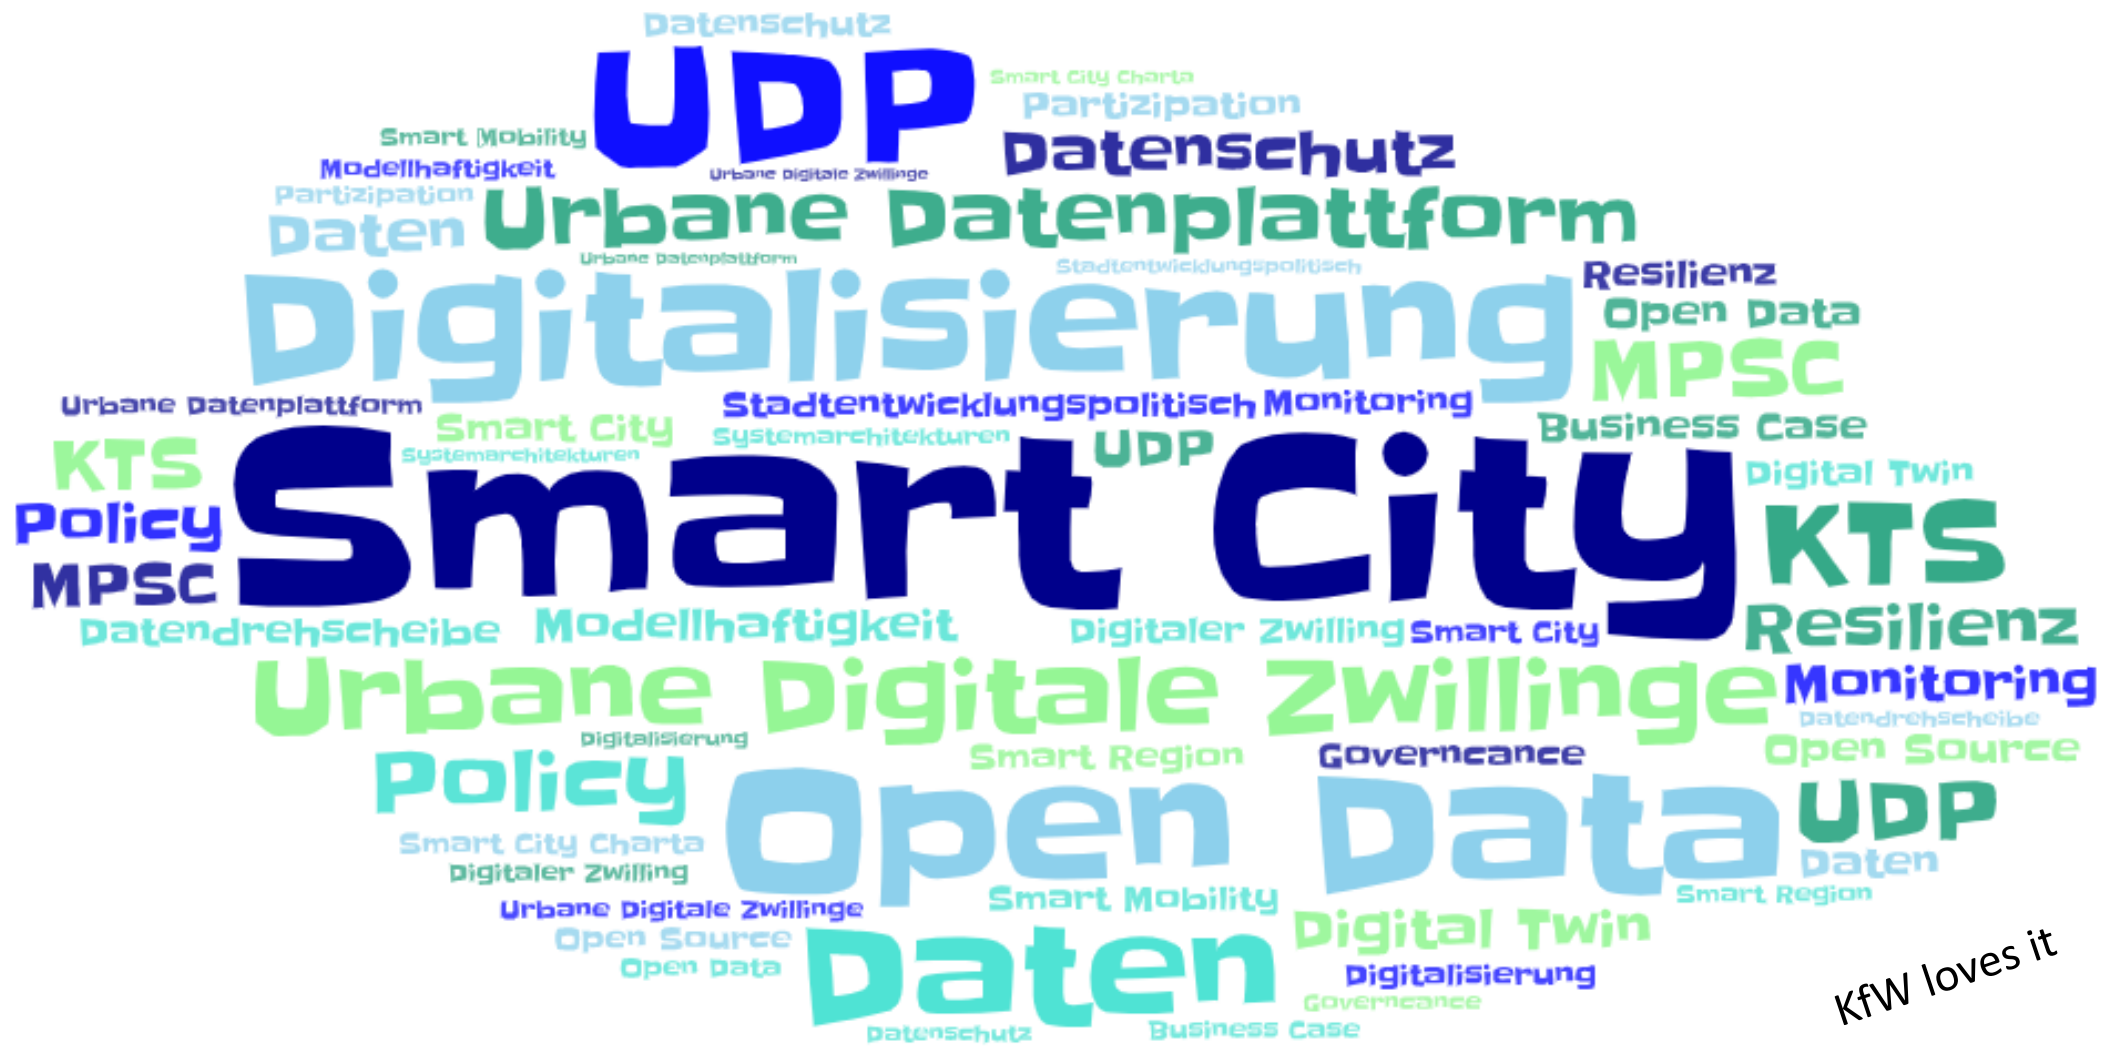 Datenschutz
UDP
Smart City Charta
Partizipation
Smart Mobility
Datenschutz
Modellhaftigkeit
Urbane Digitale Zwillinge
Partizipation
Daten
Urbane Datenplattform
Urbane Datenplattform
Stadtentwicklungspolitisch
Resilienz
Digitalisierung
Open Data
MPSC
Urbane Datenplattform
Stadtentwicklungspolitisch
Monitoring
Smart City
Systemarchitekturen
UDP
Business Case
KTS
Systemarchitekturen
Digital Twin
Policy
Smart City
KTS
MPSC
Datendrehscheibe
Modellhaftigkeit
Digitaler Zwilling
Smart City
Resilienz
Urbane Digitale Zwillinge
Monitoring
Datendrehscheibe
Digitalisierung
Smart Region
Governcance
Open Source
Policy
Open Data
UDP
Smart City Charta
Daten
Digitaler Zwilling
Smart Mobility
Smart Region
Urbane Digitale Zwillinge
Open Source
Daten
Digital Twin
Open Data
Digitalisierung
KfW loves it
Governcance
Datenschutz
Business Case